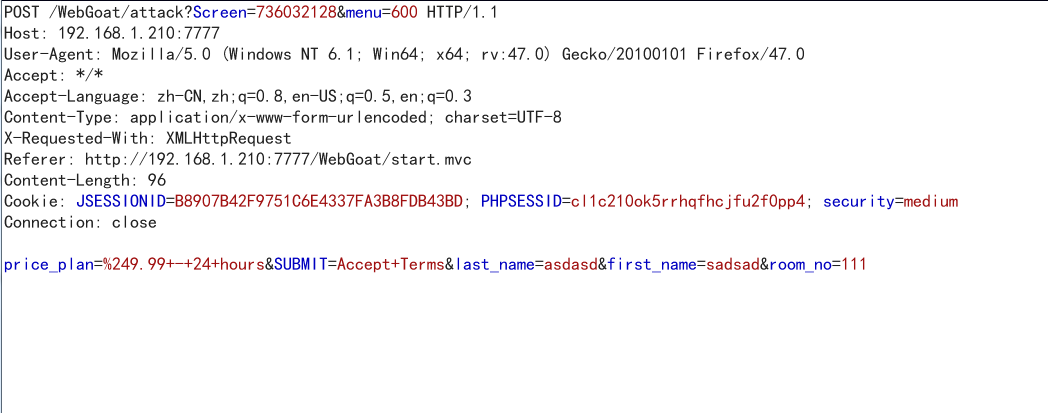 POST /WebGoat/attack?Screen=736032128&menu=600 HTTP/1.1
Host: 192.168.1.210:7777
User-Agent: Mozilla/5.0 (Windows NT 6.1; Win64; x64; rv:47.0) Gecko/20100101 Firefox/47.0
Accept: */*
Accept-Language: zh-CN,zh;q=0.8,en-US;q=0.5,en;q=0.3
Content-Type: application/x-www-form-urlencoded; charset=UTF-8
X-Requested-With: XMLHttpRequest
Referer: http://192.168.1.210:7777/WebGoat/start.mvc
Content-Length: 96
Cookie: JSESSIONID=B8907B42F9751C6E4337FA3B8FDB43BD; PHPSESSID=cl1c210ok5rrhqfhcjfu2f0pp4; security=medium
Connection: close
price_plan=%249.99+-+24+hours&SUBMIT=Accept+Terms&last_name=asdasd&first_name=sadsad&room_no=111